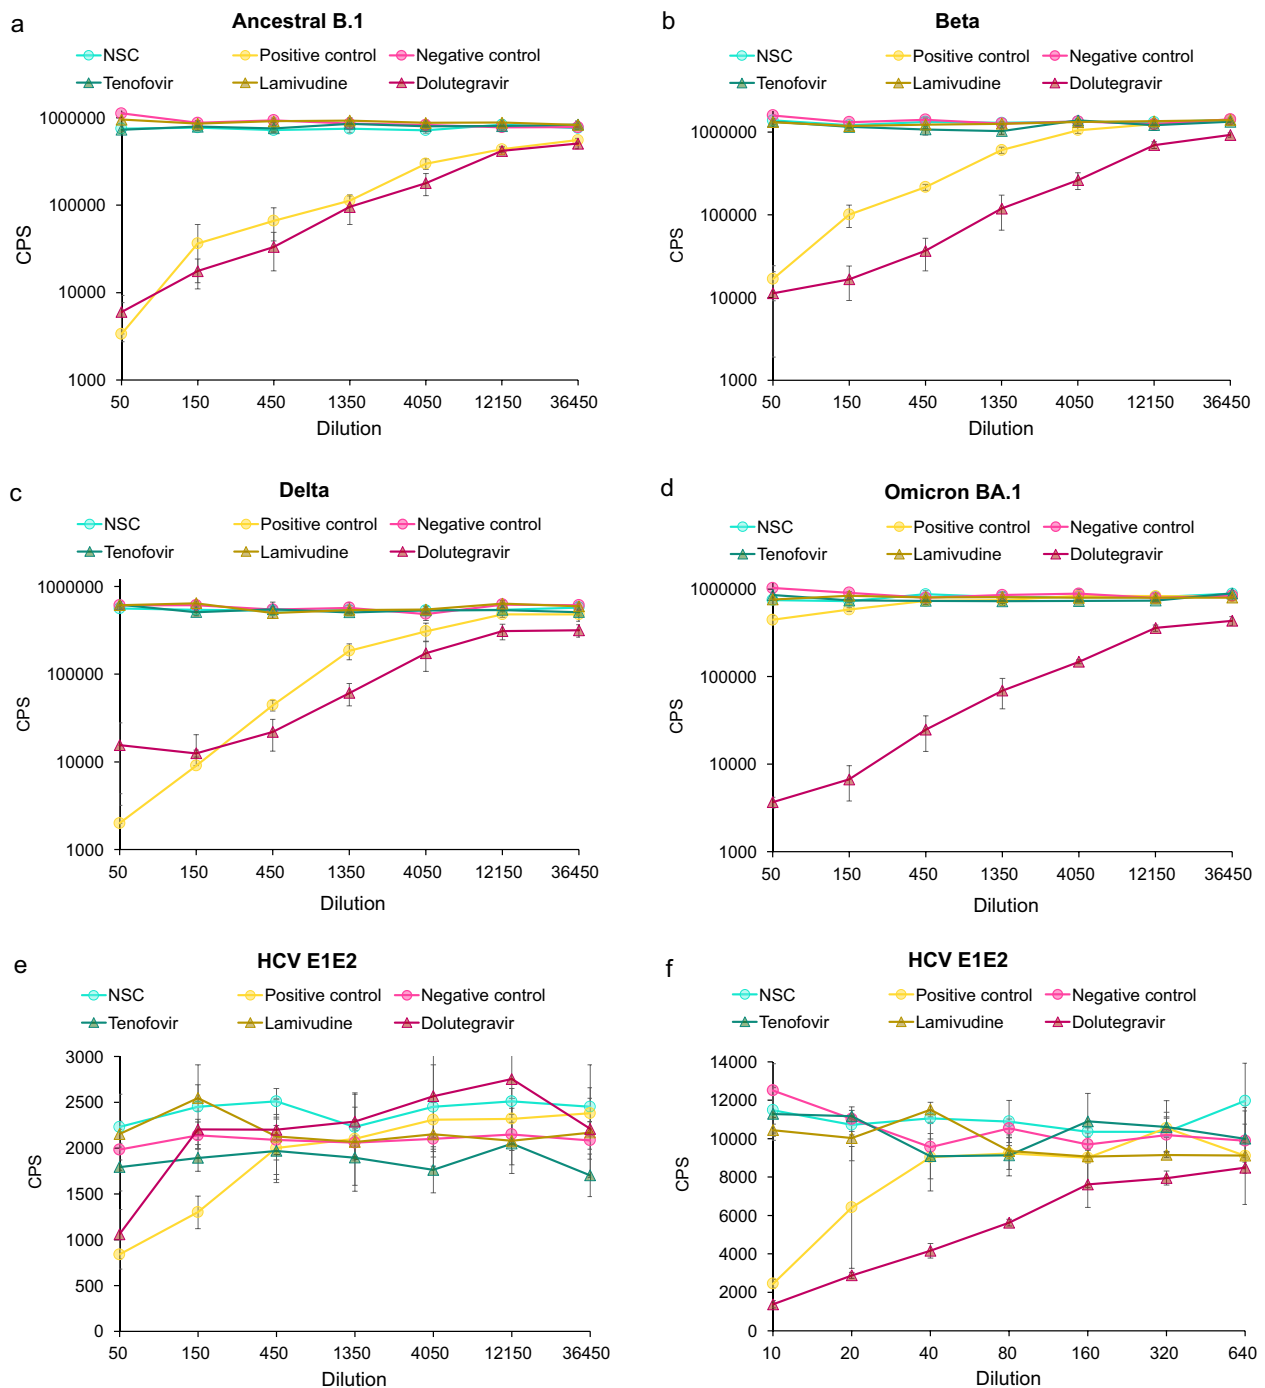 a
Ancestral B.1
NSC Positive control Negative control
Tenofovir Lamivudine Dolutegravir
1000000
100000
10000
1000
CPS
50 150 450 1350 4050 12150 36450
Dilution
b
Beta
NSC Positive control Negative control
Tenofovir Lamivudine Dolutegravir
1000000
100000
10000
1000
CPS
50 150 450 1350 4050 12150 36450
Dilution
c
Delta
NSC Positive control Negative control
Tenofovir Lamivudine Dolutegravir
1000000
100000
10000
1000
CPS
50 150 450 1350 4050 12150 36450
Dilution
d
Omicron BA.1
NSC Positive control Negative control
Tenofovir Lamivudine Dolutegravir
1000000
100000
10000
1000
CPS
50 150 450 1350 4050 12150 36450
Dilution
e
HCV E1E2
NSC Positive control Negative control
Tenofovir Lamivudine Dolutegravir
3000
2500
2000
1500
1000
500
0
CPS
50 150 450 1350 4050 12150 36450
Dilution
f
HCV E1E2
NSC Positive control Negative control
Tenofovir Lamivudine Dolutegravir
14000
12000
10000
8000
6000
4000
2000
0
CPS
10 20 40 80 160 320 640
Dilution